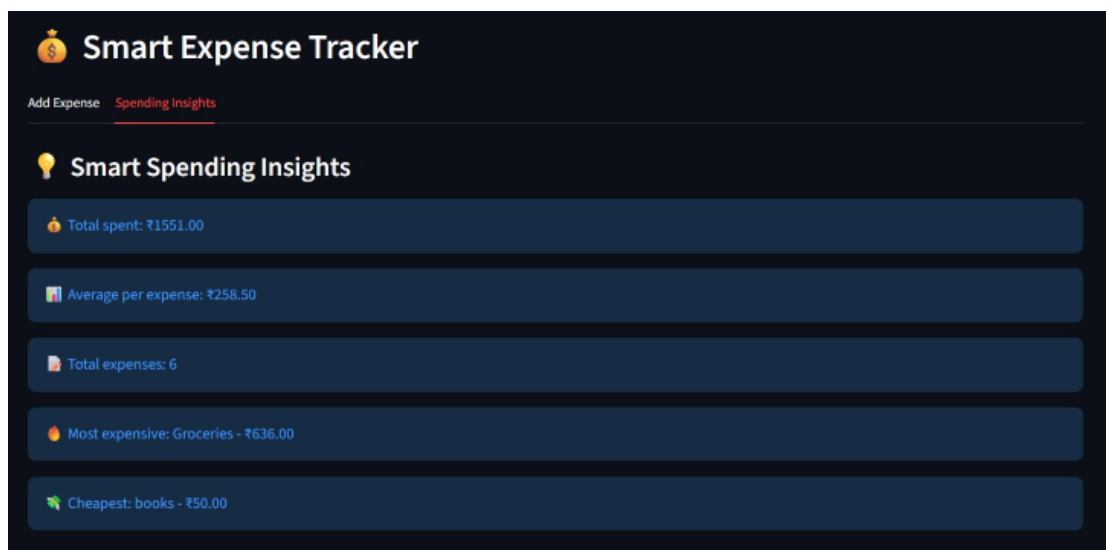 Smart Expense Tracker
Add Expense Spending Insights
Smart Spending Insights
Total spent: ₹1551.00
Average per expense: ₹258.50
Total expenses: 6
Most expensive: Groceries - ₹636.00
Cheapest: books - ₹50.00